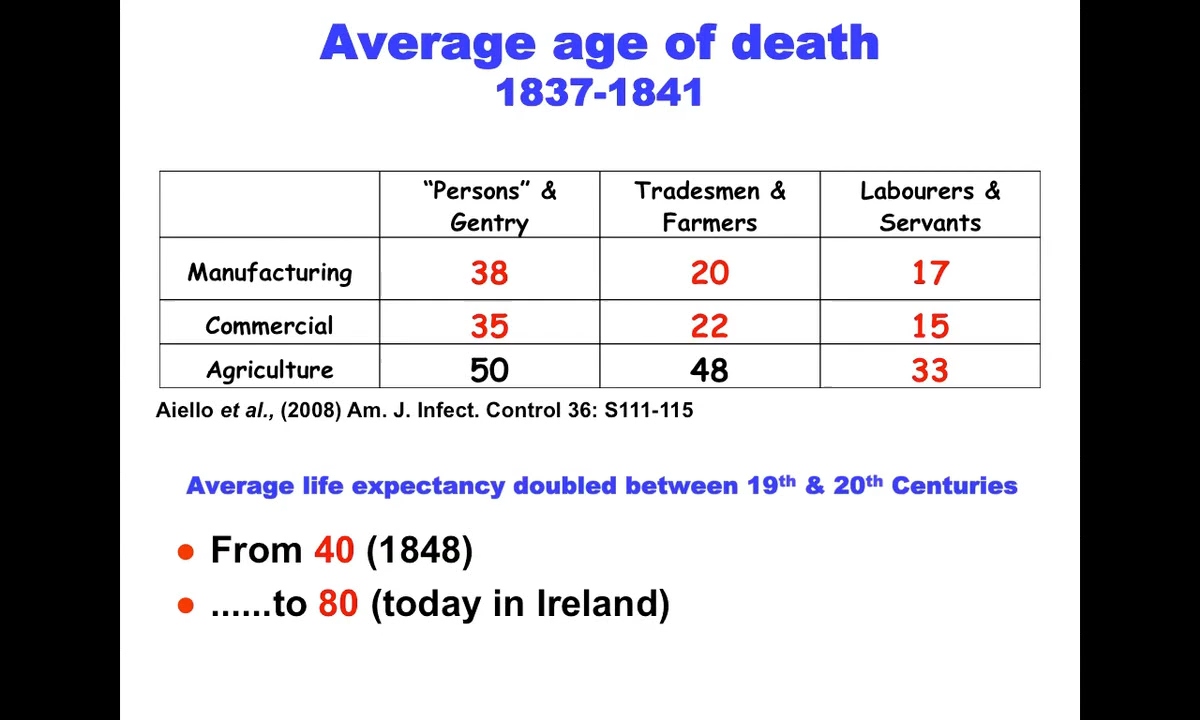 Average age of death
1837-1841
“Persons” & Gentry Tradesmen & Farmers Labourers & Servants
Manufacturing 38 20 17
Commercial 35 22 15
Agriculture 50 48 33
Aiello et al., (2008) Am. J. Infect. Control 36: S111-115
Average life expectancy doubled between 19th & 20th Centuries
● From 40 (1848)
● ......to 80 (today in Ireland)